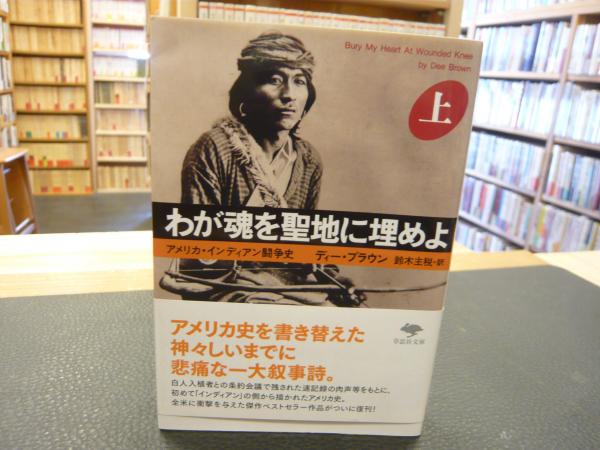 Bury My Heart At Wounded Knee
by Dee Brown
上
わが魂を聖地に埋めよ
アメリカ・インディアン闘争史 ディー・ブラウン 鈴木主税・訳
草思社文庫
アメリカ史を書き替えた
神々しいまでに
悲痛な一大叙事詩。
白人入植者との条約会議で残された速記録の肉声等をもとに、
初めて「インディアン」の側から描かれたアメリカ史。
全米に衝撃を与えた傑作ベストセラー作品がついに復刊!